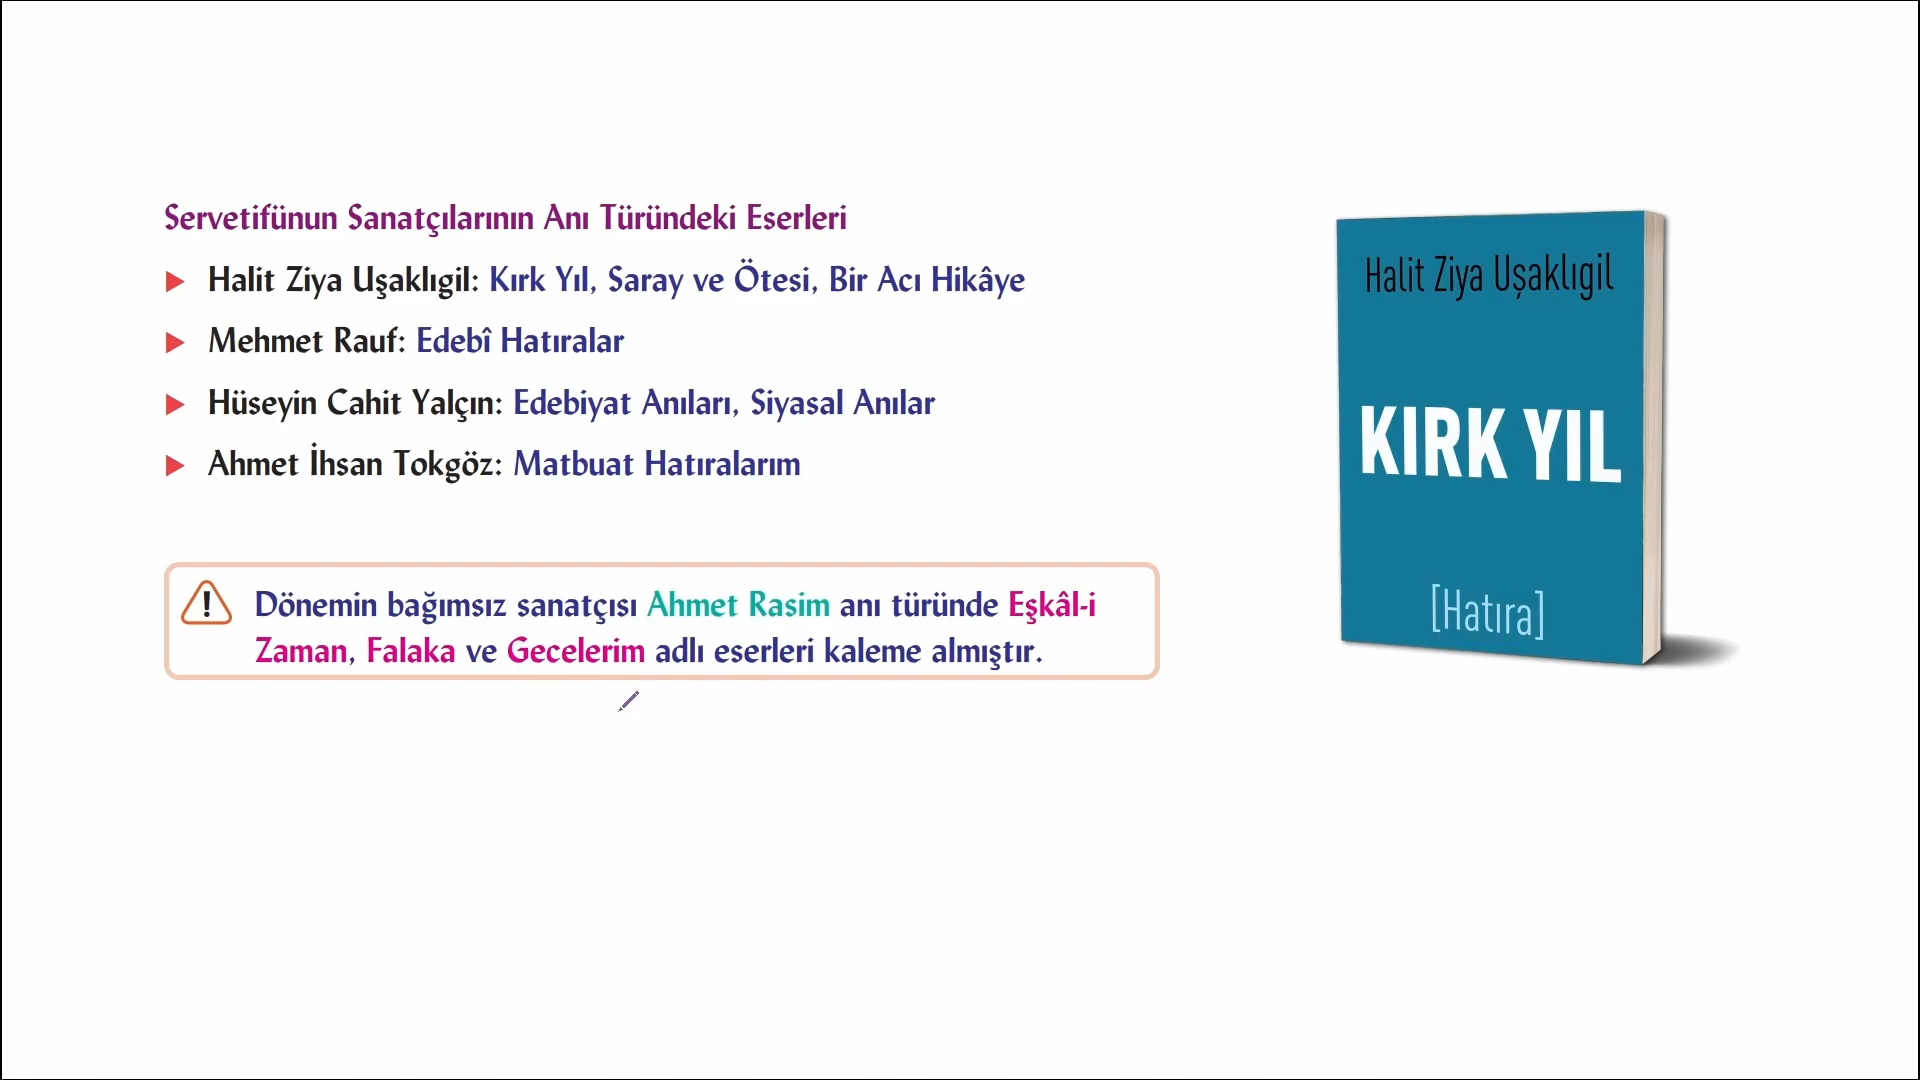 Servetifünun Sanatçılarının Anı Türündeki Eserleri
Halit Ziya Uşaklıgil: Kırk Yıl, Saray ve Ötesi, Bir Acı Hikâye
Mehmet Rauf: Edebî Hatıralar
Hüseyin Cahit Yalçın: Edebiyat Anıları, Siyasal Anılar
Ahmet İhsan Tokgöz: Matbuat Hatıralarım
Dönemin bağımsız sanatçısı Ahmet Rasim anı türünde Eşkâl-i
Zaman, Falaka ve Gecelerim adlı eserleri kaleme almıştır.
Halit Ziya Uşaklıgil
KIRK YIL
[Hatıra]